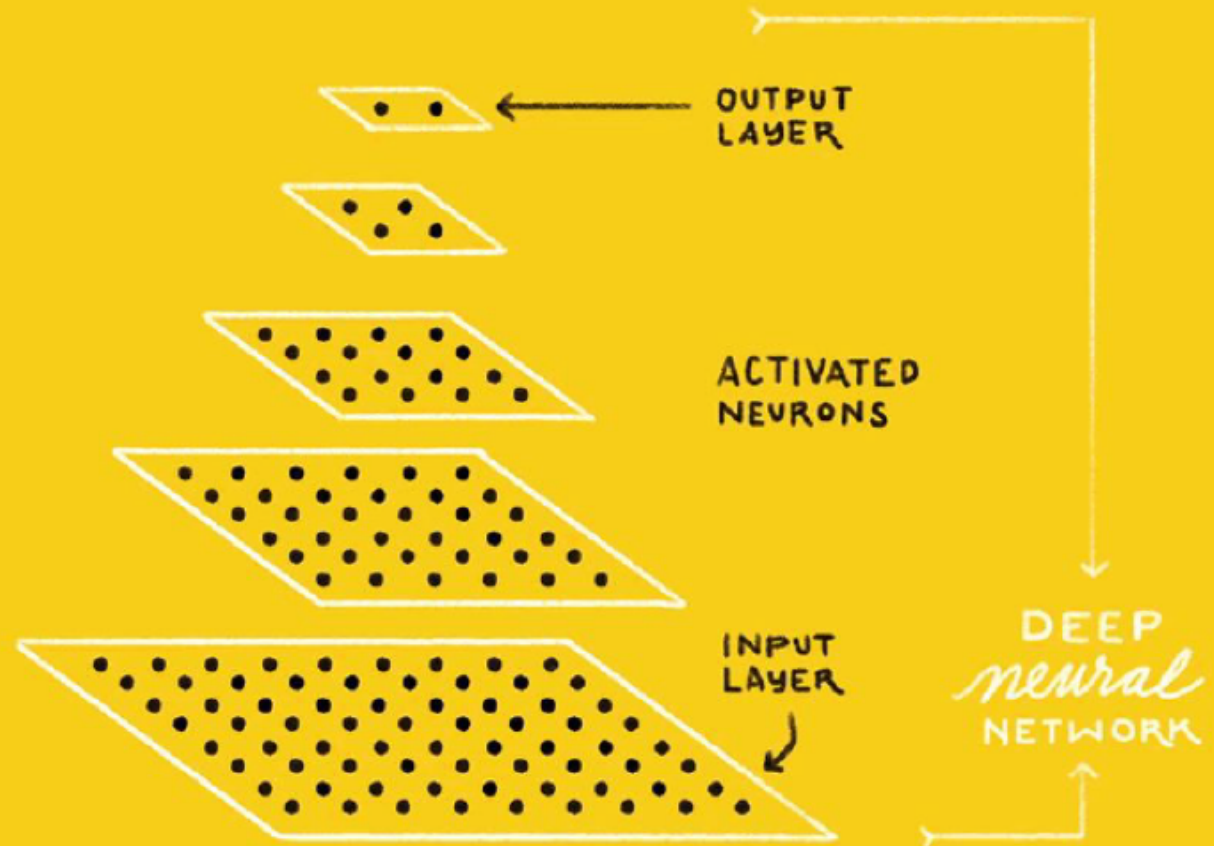 OUTPUT
LAYER
ACTIVATED
NEURONS
INPUT
LAYER
DEEP
neural
NETWORK